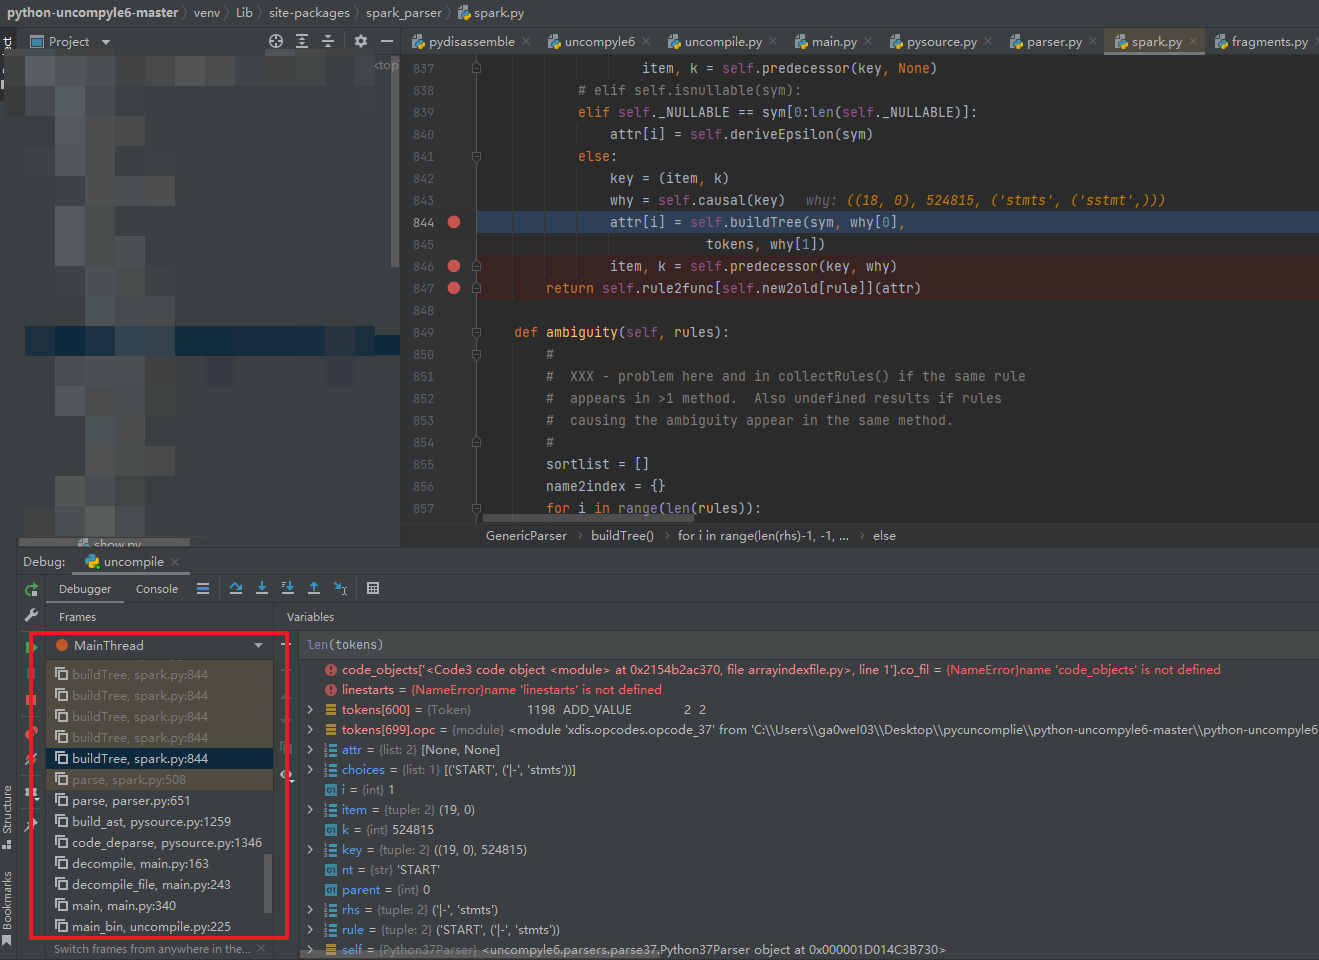 python-uncompyle6-master venv Lib site-packages spark_parser spark.py
Project
pydisassemble uncompyle6 uncompile.py main.py pysource.py parser.py spark.py fragments.py
837 item, k = self.predecessor(key, None)
838 # elif self.isnullable(sym):
839 elif self._NULLABLE == sym[0:len(self._NULLABLE)]:
840 attr[i] = self.deriveEpsilon(sym)
841 else:
842 key = (item, k)
843 why = self.causal(key) why: ((18, 0), 524815, ('stmts', ('sstmt',)))
844 attr[i] = self.buildTree(sym, why[0],
845 tokens, why[1])
846 item, k = self.predecessor(key, why)
847 return self.rule2func[self.new2old[rule]](attr)
848
849 def ambiguity(self, rules):
850 #
851 # XXX - problem here and in collectRules() if the same rule
852 # appears in >1 method. Also undefined results if rules
853 # causing the ambiguity appear in the same method.
854 #
855 sortlist = []
856 name2index = {}
857 for i in range(len(rules)):
show.py
GenericParser buildTree() for i in range(len(rhs)-1, -1, ... else
Debug: uncompile
Debugger Console
Frames
MainThread
buildTree, spark.py:844
buildTree, spark.py:844
buildTree, spark.py:844
buildTree, spark.py:844
buildTree, spark.py:844
parse, spark.py:508
parse, parser.py:651
build_ast, pysource.py:1259
code_deparse, pysource.py:1346
decompile, main.py:163
decompile_file, main.py:243
main, main.py:340
main_bin, uncompile.py:225
Switch frames from anywhere in the...
Variables
len(tokens)
code_objects['<Code3 code object <module> at 0x2154b2ac370, file arrayindexfile.py>, line 1'].co_fil = {NameError}name 'code_objects' is not defined
linestarts = {NameError}name 'linestarts' is not defined
tokens[600] = {Token} 1198 ADD_VALUE 2 2
tokens[699].opc = {module} <module 'xdis.opcodes.opcode_37' from 'C:\\Users\\ga0weI03\\Desktop\\pycuncomplie\\python-uncompyle6-master\\python-uncompyle6
attr = {list: 2} [None, None]
choices = {list: 1} [('START', ('|-', 'stmts'))]
i = {int} 1
item = {tuple: 2} (19, 0)
k = {int} 524815
key = {tuple: 2} ((19, 0), 524815)
nt = {str} 'START'
parent = {int} 0
rhs = {tuple: 2} ('|-', 'stmts')
rule = {tuple: 2} ('START', ('|-', 'stmts'))
self = {Python37Parser} <uncompyle6.parsers.parse37.Python37Parser object at 0x000001D014C3B730>
Structure
Bookmarks